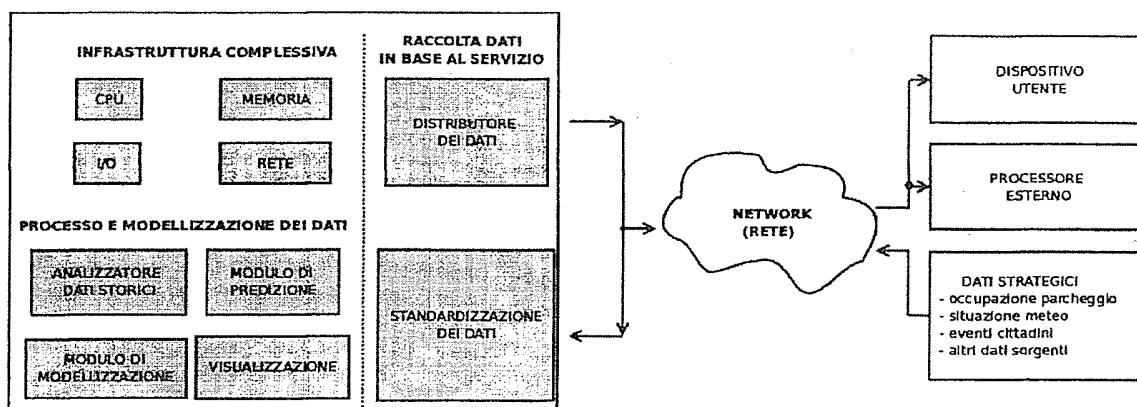 INFRASTRUTTURA COMPLESSIVA
CPU
MEMORIA
I/O
RETE
PROCESSO E MODELLIZZAZIONE DEI DATI
ANALIZZATORE
DATI STORICI
MODULO DI
PREDIZIONE
MODULO DI
MODELLIZZAZIONE
VISUALIZZAZIONE
RACCOLTA DATI
IN BASE AL SERVIZIO
DISTRIBUTORE
DEI DATI
STANDARDIZZAZIONE
DEI DATI
NETWORK
(RETE)
DISPOSITIVO
UTENTE
PROCESSORE
ESTERNO
DATI STRATEGICI
- occupazione parcheggio
- situazione meteo
- eventi cittadini
- altri dati sorgenti